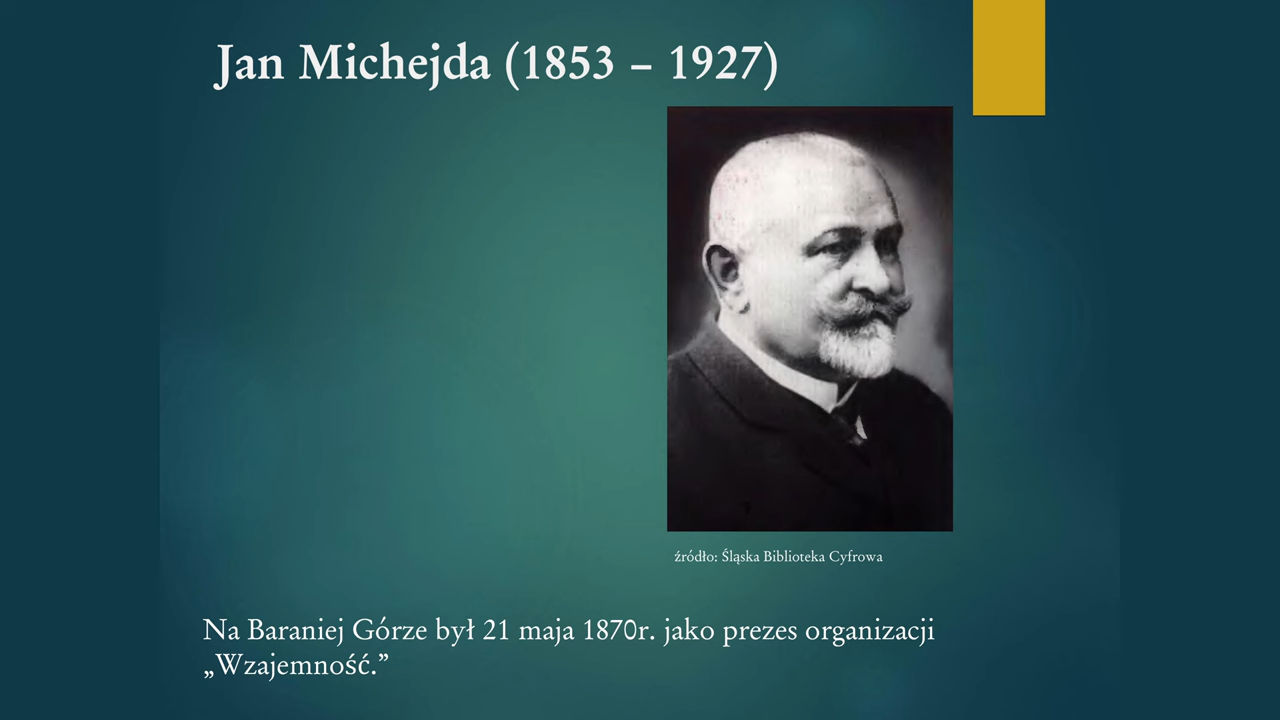 Jan Michejda (1853 – 1927)
źródło: Śląska Biblioteka Cyfrowa
Na Baraniej Górze był 21 maja 1870r. jako prezes organizacji
„Wzajemność.”